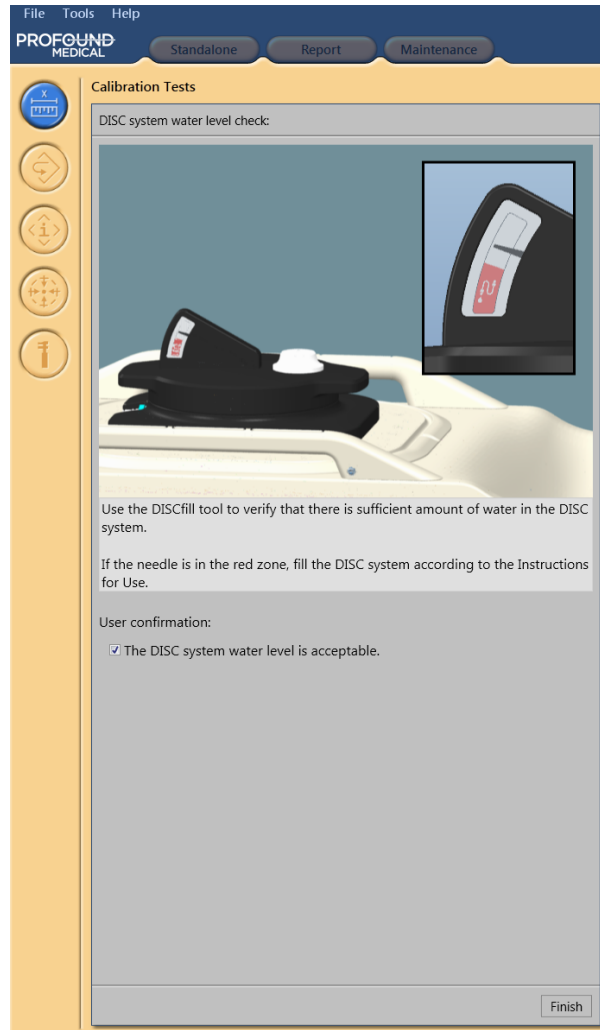 File Tools Help
PROFOUND
MEDICAL
Standalone Report Maintenance
Calibration Tests
DISC system water level check:
Use the DISCfill tool to verify that there is sufficient amount of water in the DISC
system.
If the needle is in the red zone, fill the DISC system according to the Instructions
for Use.
User confirmation:
The DISC system water level is acceptable.
Finish